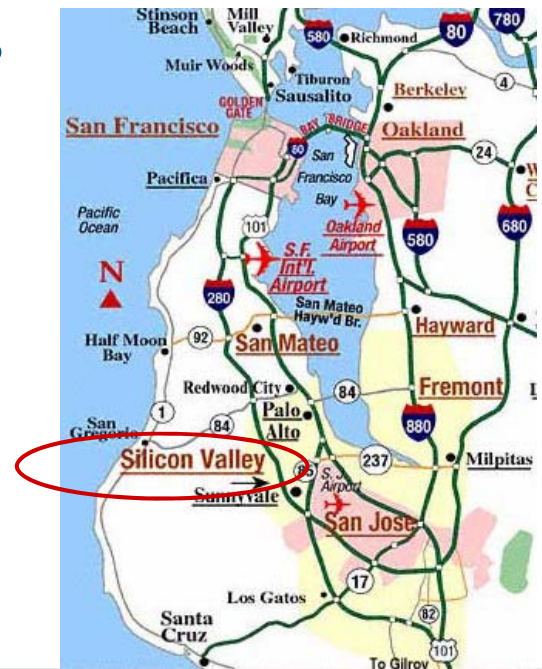 Stinson
Beach
Mill
Valley
580
Richmond
80
780
Muir Woods
Tiburon
Sausalito
4
Berkeley
GOLDEN
GATE
San Francisco
BAY BRIDGE
Oakland
80
San
Francisco
Bay
24
W
C
Pacifica
Pacific
Ocean
101
Oakland
Airport
580
680
S.F.
Int'l.
Airport
N
280
San Mateo
Hayw'd Br.
Hayward
92
San Mateo
Half Moon
Bay
Redwood City
84
Fremont
L
1
Palo
Alto
San
Gregorio
84
880
Silicon Valley
85
237
Milpitas
S. J.
Airport
Sunnyvale
San Jose
17
Los Gatos
82
Santa
Cruz
101
To Gilroy